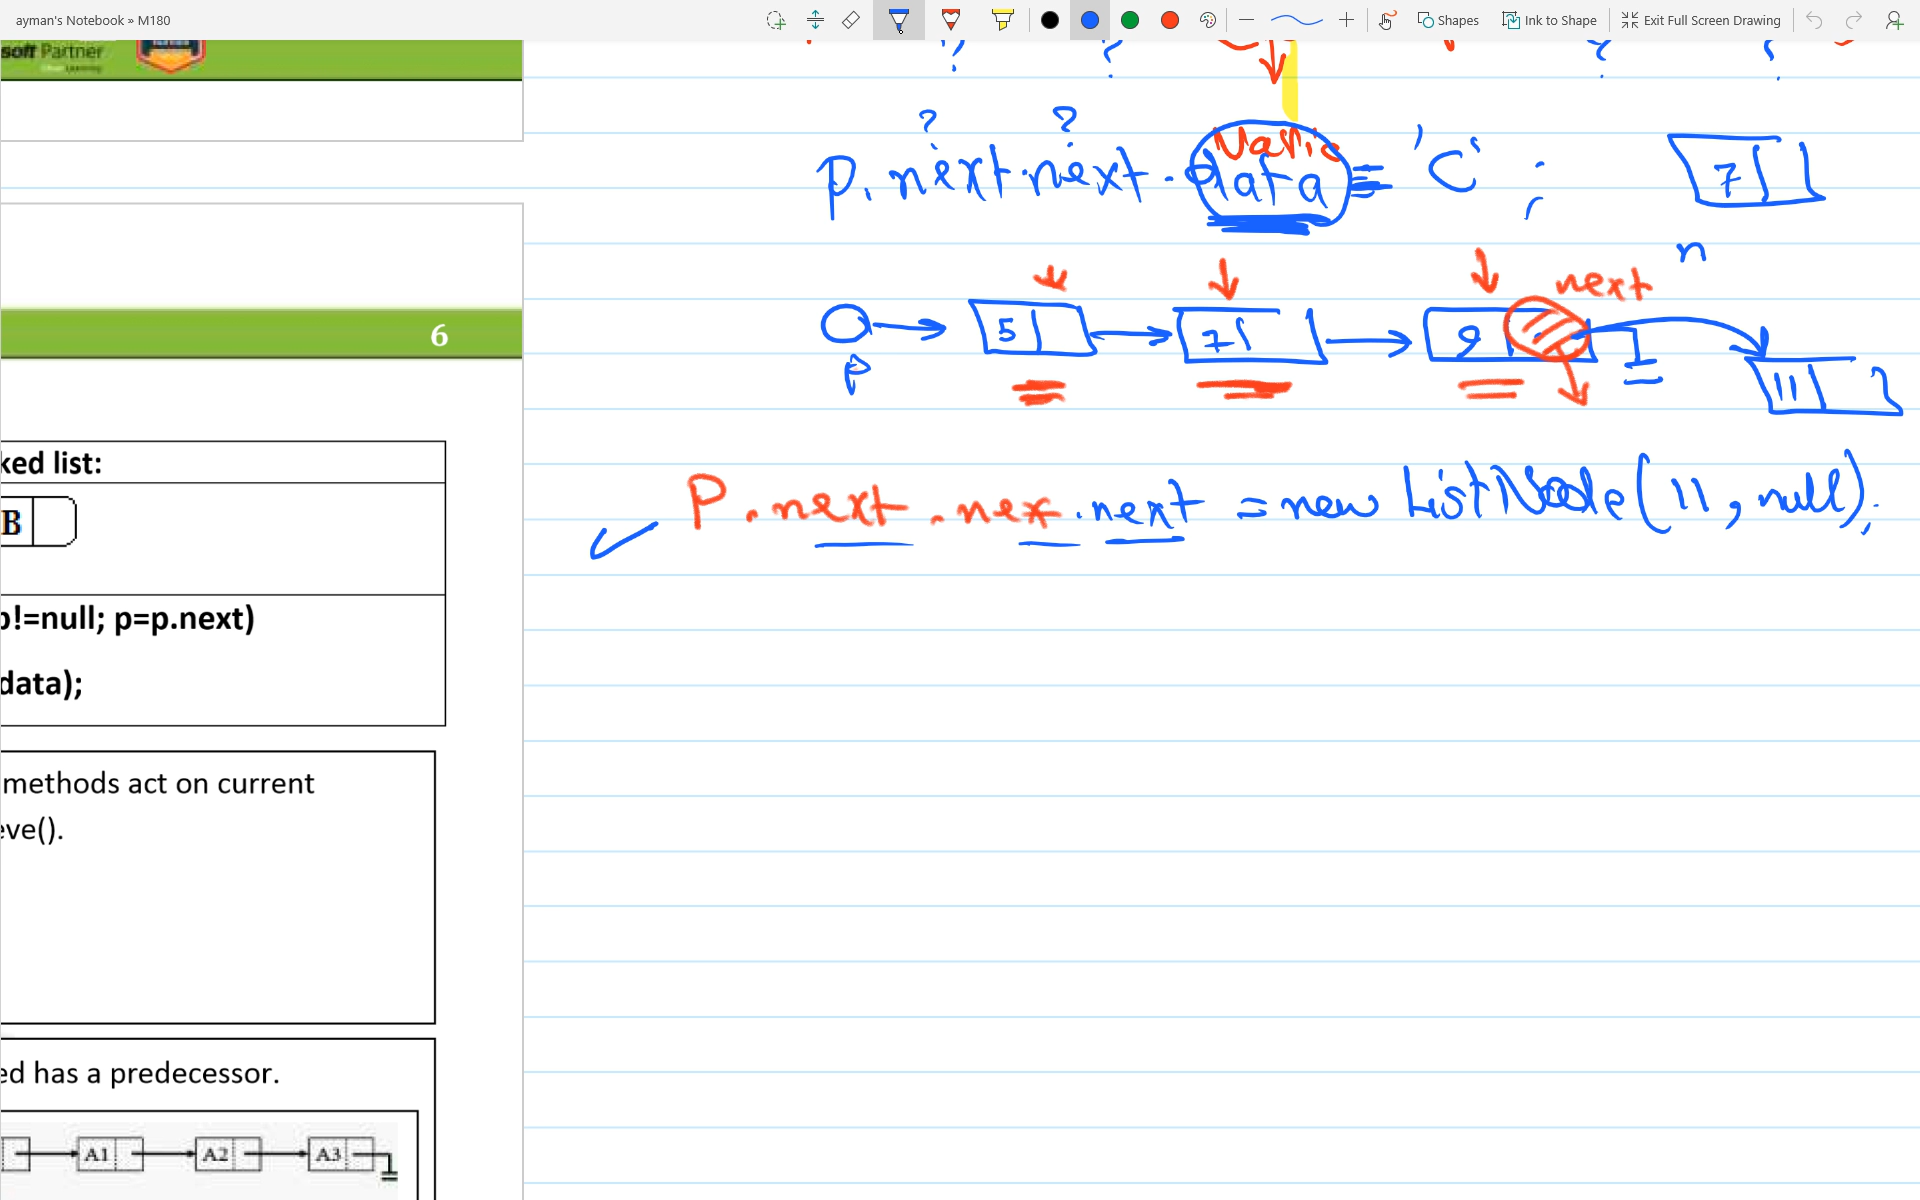 ayman's Notebook » M180
Shapes
Ink to Shape
Exit Full Screen Drawing
soft Partner
? ?
p.next.next.data = 'C' ;
7
n
next
p
5
7
9
11
6
ked list:
B
P.next.nex.next = new ListNode(11, null);
p!=null; p=p.next)
data);
methods act on current
eve().
ed has a predecessor.
A1 A2 A3